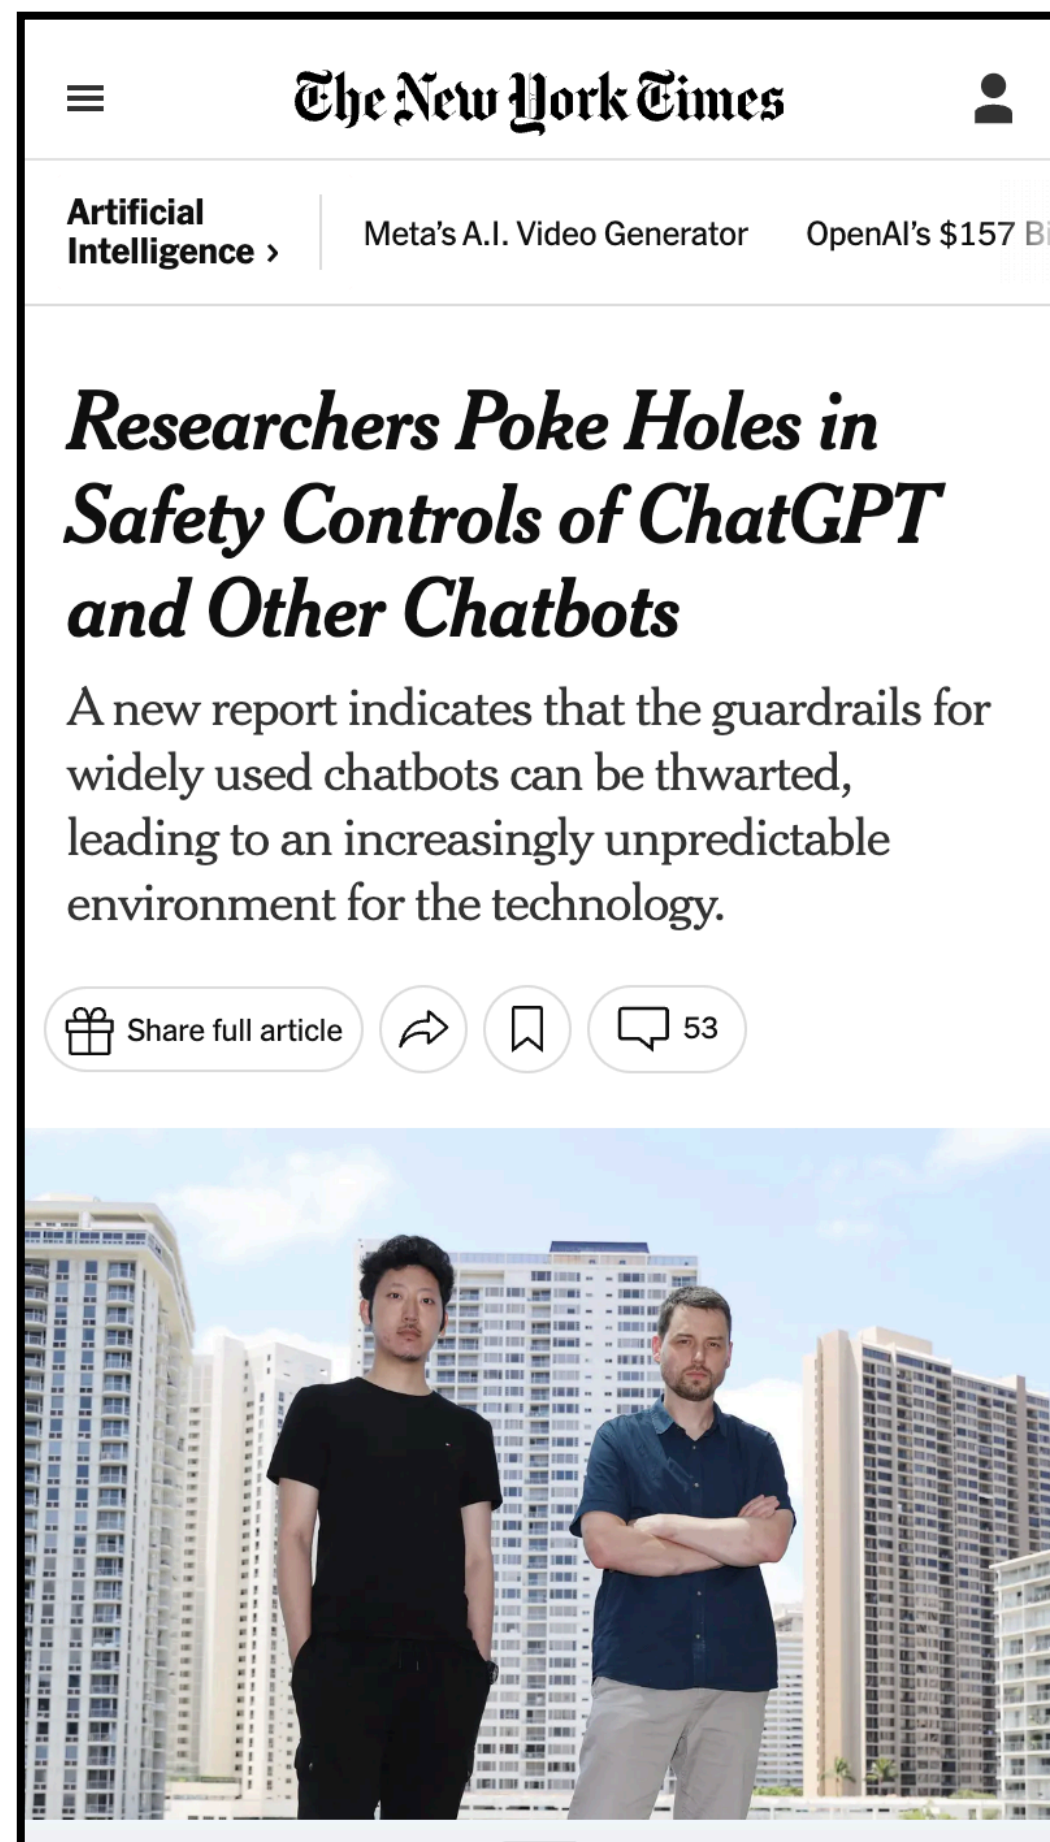 The New York Times
Artificial
Intelligence ›
Meta's A.I. Video Generator
OpenAI's $157 Bi
Researchers Poke Holes in
Safety Controls of ChatGPT
and Other Chatbots
A new report indicates that the guardrails for
widely used chatbots can be thwarted,
leading to an increasingly unpredictable
environment for the technology.
Share full article
53